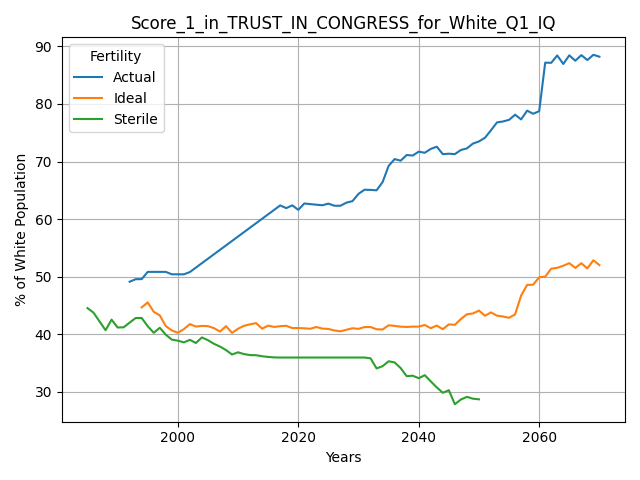 Score_1_in_TRUST_IN_CONGRESS_for_White_Q1_IQ
Fertility
Actual
Ideal
Sterile
% of White Population
90
80
70
60
50
40
30
2000
2020
2040
2060
Years